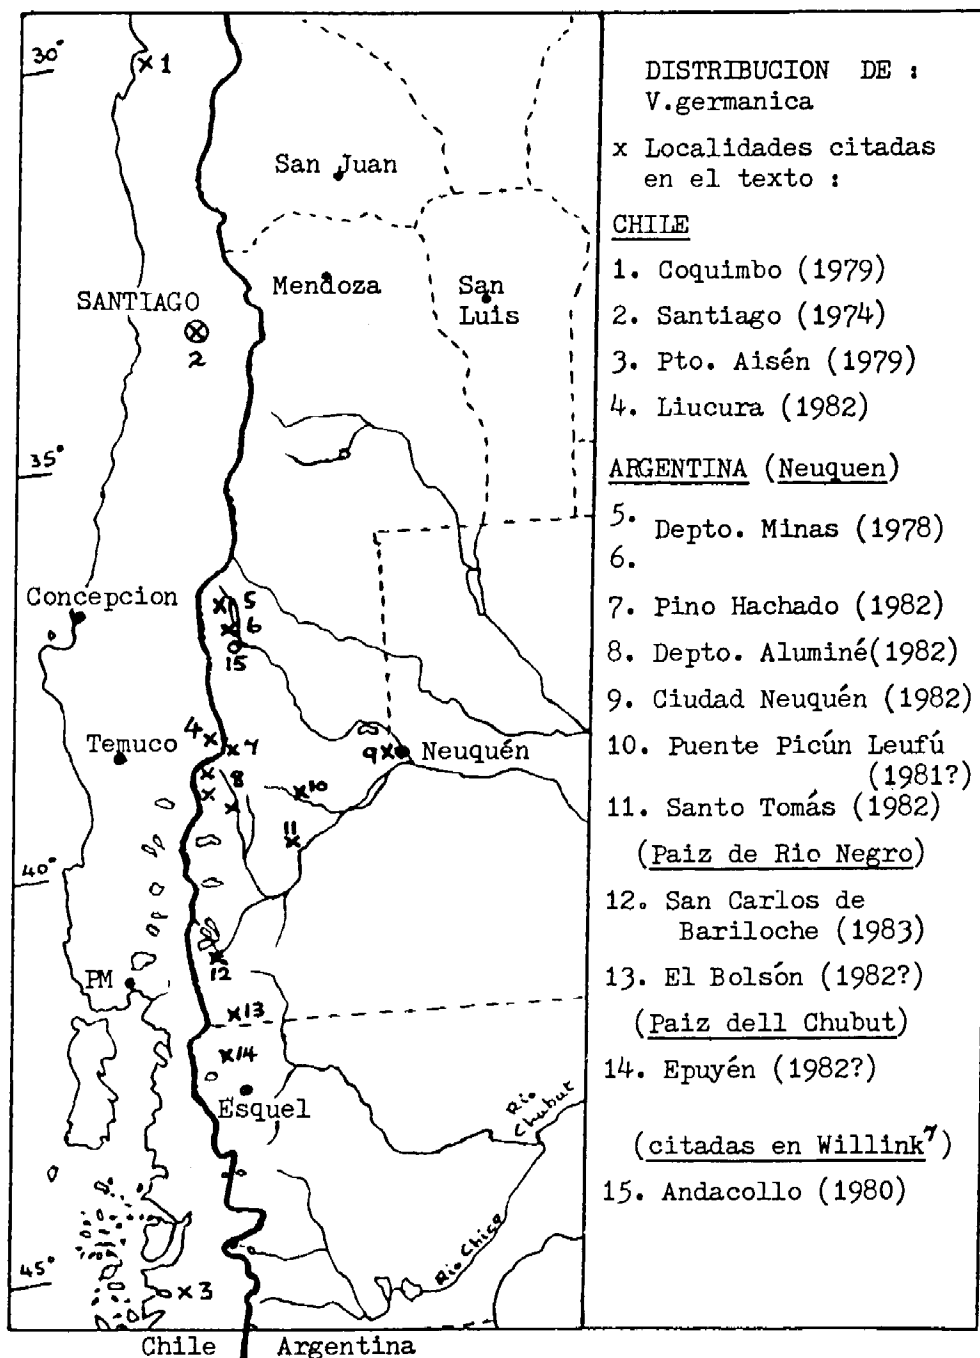 30°
x 1
San Juan
Mendoza
San
Luis
SANTIAGO
2
35°
Concepcion
5
6
15
4
7
Temuco
9
Neuquén
8
10
11
40°
12
PM
13
14
Esquel
Rio
Chubut
Rio Chico
45°
3
Chile Argentina
DISTRIBUCION DE :
V.germanica
x Localidades citadas
en el texto :
CHILE
1. Coquimbo (1979)
2. Santiago (1974)
3. Pto. Aisén (1979)
4. Liucura (1982)
ARGENTINA (Neuquen)
5. Depto. Minas (1978)
6.
7. Pino Hachado (1982)
8. Depto. Aluminé(1982)
9. Ciudad Neuquén (1982)
10. Puente Picún Leufú
(1981?)
11. Santo Tomás (1982)
(Paiz de Rio Negro)
12. San Carlos de
Bariloche (1983)
13. El Bolsón (1982?)
(Paiz dell Chubut)
14. Epuyén (1982?)
(citadas en Willink⁷)
15. Andacollo (1980)